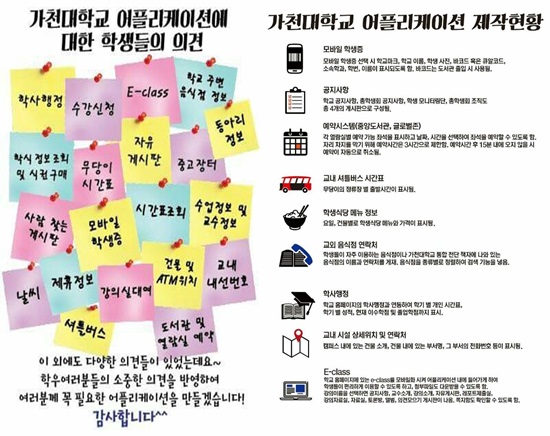 가천대학교 어플리케이션에
대한 학생들의 의견
학사행정
수강신청
E-class
학교 주변
음식점 정보
동아리
정보
학식 정보조회
및 식권구매
무당이
시간표
자유
게시판
중고장터
사람 찾는
게시판
모바일
학생증
시간표조회
수업정보 및
교수정보
날씨
제휴정보
강의실대여
건물 및
ATM위치
교내
내선번호
셔틀버스
도서관 및
열람실 예약
이 외에도 다양한 의견들이 있었는데요~
학우여러분들의 소중한 의견을 반영하여
여러분께 꼭 필요한 어플리케이션을 만들겠습니다!
감사합니다^^
가천대학교 어플리케이션 제작현황
모바일 학생증
모바일 학생증 선택 시 학교마크, 학교 이름, 학생 사진, 바코드 혹은 큐알코드,
소속학과, 학번, 이름이 표시되도록 함. 바코드는 도서관 출입 시 사용됨.
공지사항
학교 공지사항, 총학생회 공지사항, 학생 모니터링단, 총학생회 조직도
총 4개의 게시판으로 구성됨.
예약시스템(중앙도서관, 글로벌존)
각 열람실별 예약 가능 좌석을 표시하고 날짜, 시간을 선택하여 좌석을 예약할 수 있도록 함.
자리 차지를 막기 위해 예약시간은 3시간으로 제한함. 예약시간 후 15분 내에 오지 않을 시
예약이 자동으로 취소됨.
교내 셔틀버스 시간표
무당이의 정류장 별 출발시간이 표시됨.
학생식당 메뉴 정보
요일, 건물별로 학생식당 메뉴와 가격이 표시됨.
교외 음식점 연락처
학생들이 자주 이용하는 음식점이나 가천대학교 통합 전단 책자에 나와 있는
음식점의 이름과 연락처를 게재. 음식점을 종류별로 정렬하며 검색 기능을 넣음.
학사행정
학교 홈페이지의 학사행정과 연동하여 학기 별 개인 시간표,
학기 별 성적, 현재 이수학점 및 졸업학점까지 표시.
교내 시설 상세위치 및 연락처
캠퍼스 내에 있는 건물 소개, 건물 내에 있는 부서명, 그 부서의 전화번호 등이 표시됨.
E-class
학교 홈페이지에 있는 e-class를 모바일화 시켜 어플리케이션 내에 들어가게 하여
학생들이 편리하게 이용할 수 있도록 하고, 첨부파일도 다운받을 수 있도록 함.
강의이름을 선택하면 공지사항, 교수소개, 강의소개, 자유게시판, 레포트제출실,
강의자료실, 자료실, 토론방, 앨범, 의견모으기 게시판이 나옴. 쪽지함도 확인할 수 있도록 함.